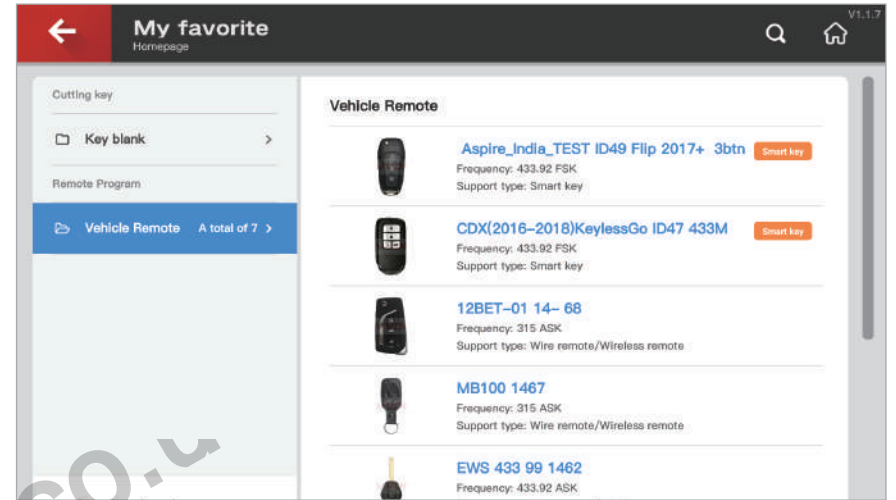 My favorite
Homepage
V1.1.7
Cutting key
Key blank
Remote Program
Vehicle Remote A total of 7
Vehicle Remote
Aspire_India_TEST ID49 Flip 2017+ 3btn Smart key
Frequency: 433.92 FSK
Support type: Smart key
CDX(2016-2018)KeylessGo ID47 433M Smart key
Frequency: 433.92 FSK
Support type: Smart key
12BET-01 14- 68
Frequency: 315 ASK
Support type: Wire remote/Wireless remote
MB100 1467
Frequency: 315 ASK
Support type: Wire remote/Wireless remote
EWS 433 99 1462
Frequency: 433.92 ASK
co.u